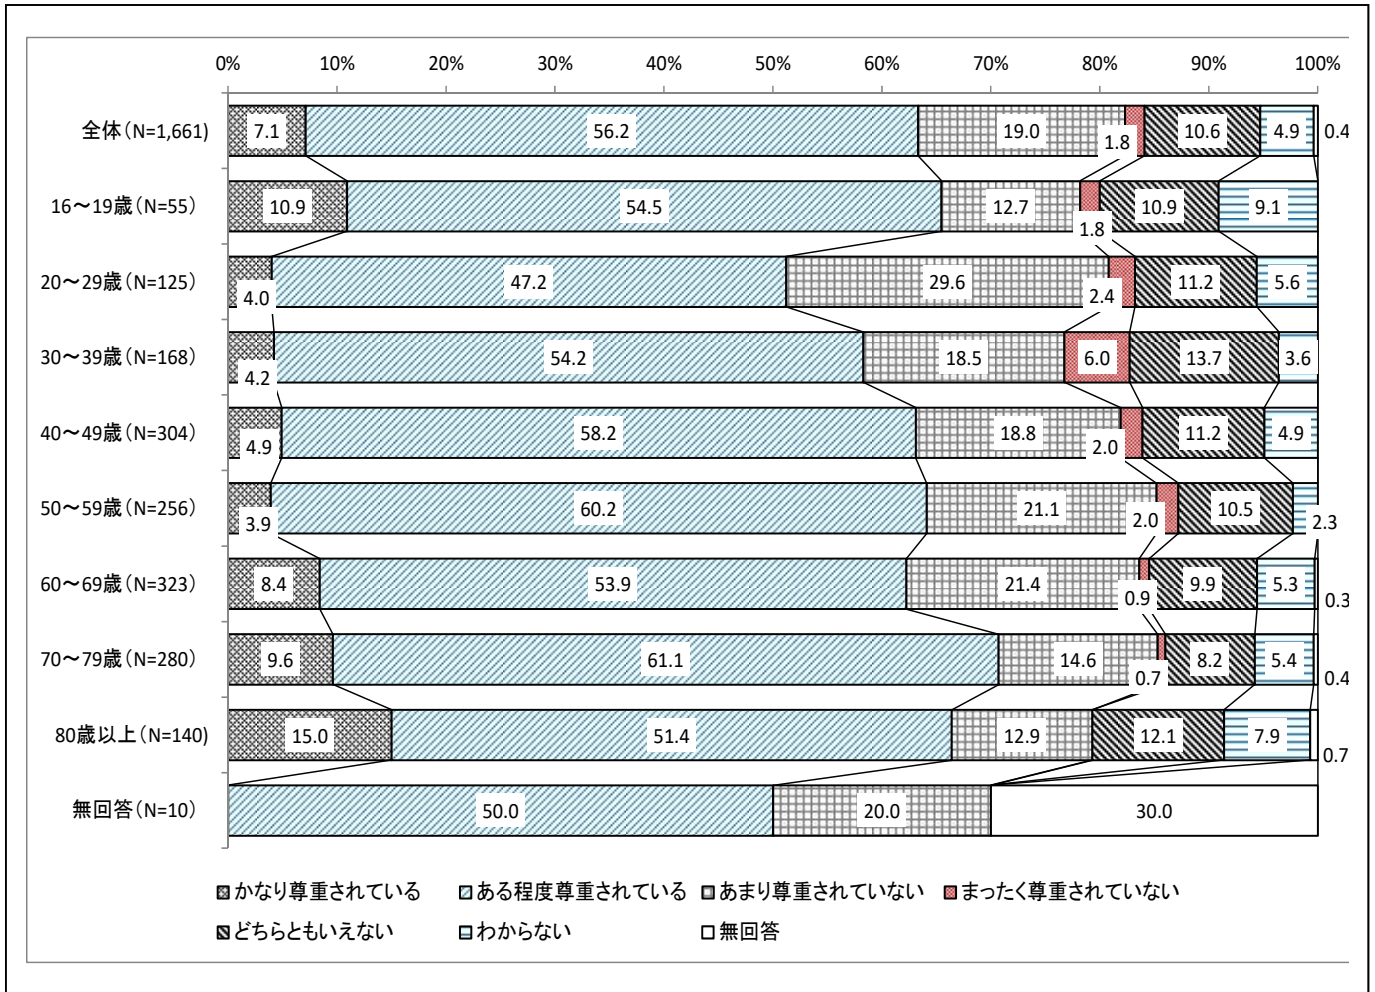 0% 10% 20% 30% 40% 50% 60% 70% 80% 90% 100%
全体(N=1,661) 7.1 56.2 19.0 1.8 10.6 4.9 0.4
16～19歳(N=55) 10.9 54.5 12.7 1.8 10.9 9.1
20～29歳(N=125) 4.0 47.2 29.6 2.4 11.2 5.6
30～39歳(N=168) 4.2 54.2 18.5 6.0 13.7 3.6
40～49歳(N=304) 4.9 58.2 18.8 2.0 11.2 4.9
50～59歳(N=256) 3.9 60.2 21.1 2.0 10.5 2.3
60～69歳(N=323) 8.4 53.9 21.4 0.9 9.9 5.3 0.3
70～79歳(N=280) 9.6 61.1 14.6 0.7 8.2 5.4 0.4
80歳以上(N=140) 15.0 51.4 12.9 12.1 7.9 0.7
無回答(N=10) 50.0 20.0 30.0
かなり尊重されている ある程度尊重されている あまり尊重されていない まったく尊重されていない
どちらともいえない わからない 無回答